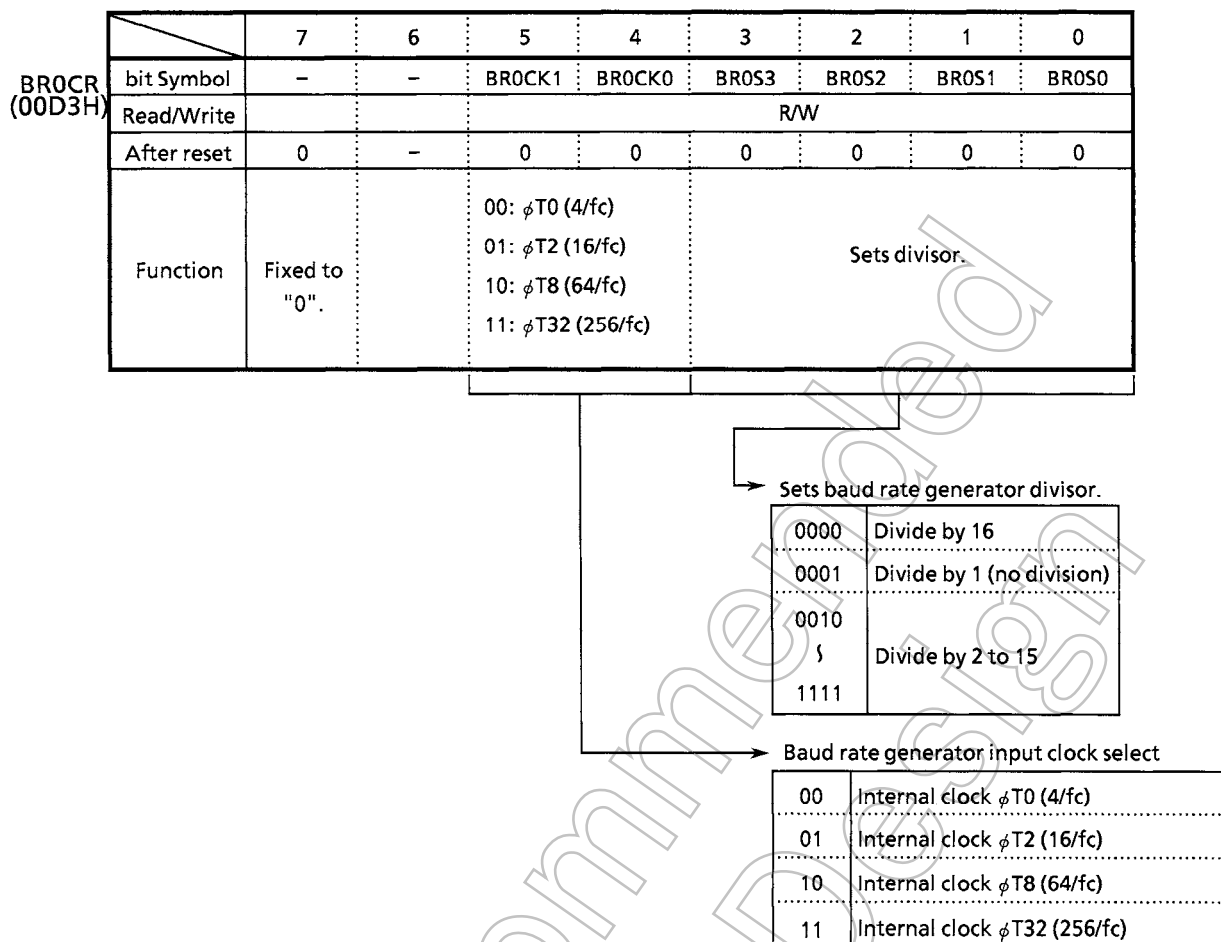 7 6 5 4 3 2 1 0
BR0CR (00D3H)
bit Symbol – – BR0CK1 BR0CK0 BR0S3 BR0S2 BR0S1 BR0S0
Read/Write R/W
After reset 0 – 0 0 0 0 0 0
Function Fixed to "0".
00: φT0 (4/fc)
01: φT2 (16/fc)
10: φT8 (64/fc)
11: φT32 (256/fc)
Sets divisor.
Sets baud rate generator divisor.
0000 Divide by 16
0001 Divide by 1 (no division)
0010
∫ Divide by 2 to 15
1111
Baud rate generator input clock select
00 Internal clock φT0 (4/fc)
01 Internal clock φT2 (16/fc)
10 Internal clock φT8 (64/fc)
11 Internal clock φT32 (256/fc)
ommended
Design